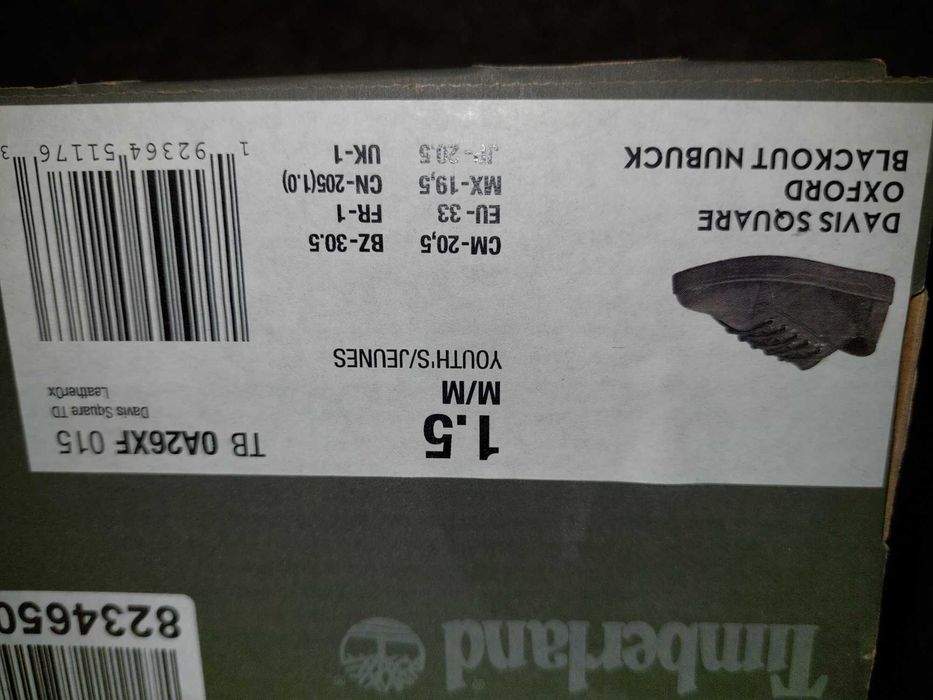 Timberland®
8234650
1.5
M/M
YOUTH'S/JEUNES
TB 0A26XF 015
Davis Square TD
LeatherOx
DAVIS SQUARE
OXFORD
BLACKOUT NUBUCK
CM-20,5 BZ-30.5
EU-33 FR-1
MX-19,5 CN-205(1.0)
JP-20.5 UK-1
1 92364 51176 3